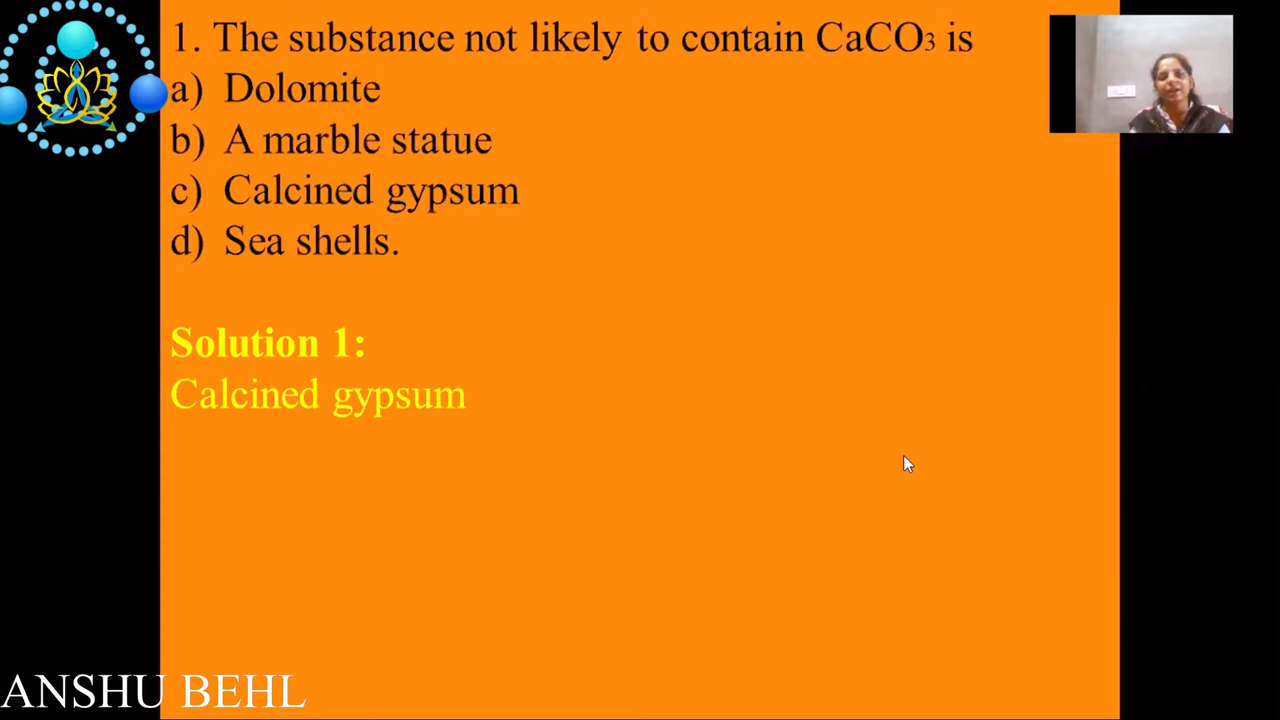 1. The substance not likely to contain CaCO₃ is
a) Dolomite
b) A marble statue
c) Calcined gypsum
d) Sea shells.
Solution 1:
Calcined gypsum
ANSHU BEHL